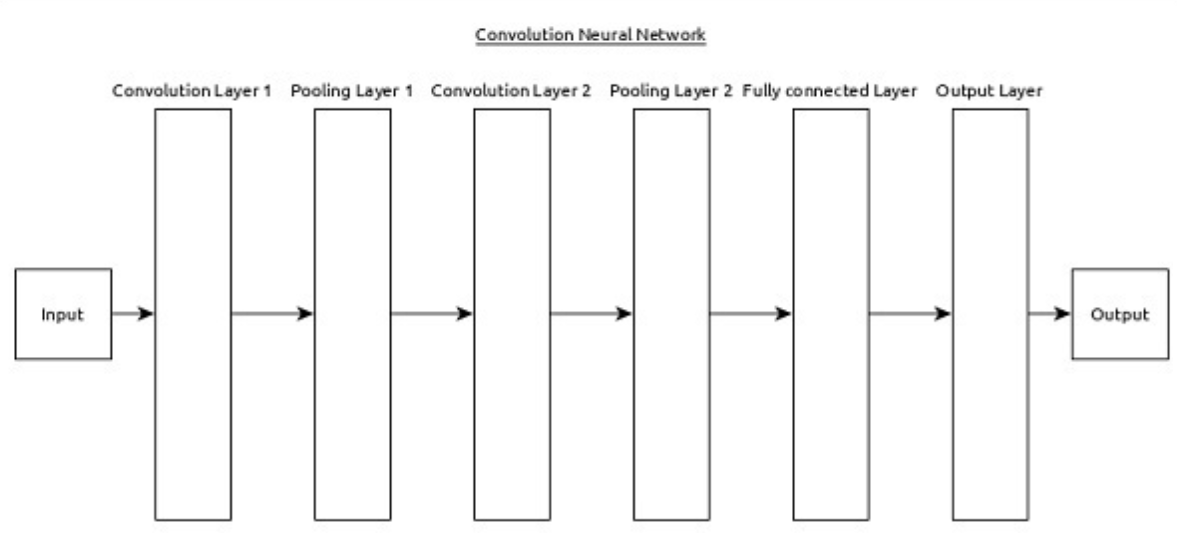 Convolution Neural Network
Convolution Layer 1 Pooling Layer 1 Convolution Layer 2 Pooling Layer 2 Fully connected Layer Output Layer
Input
Output